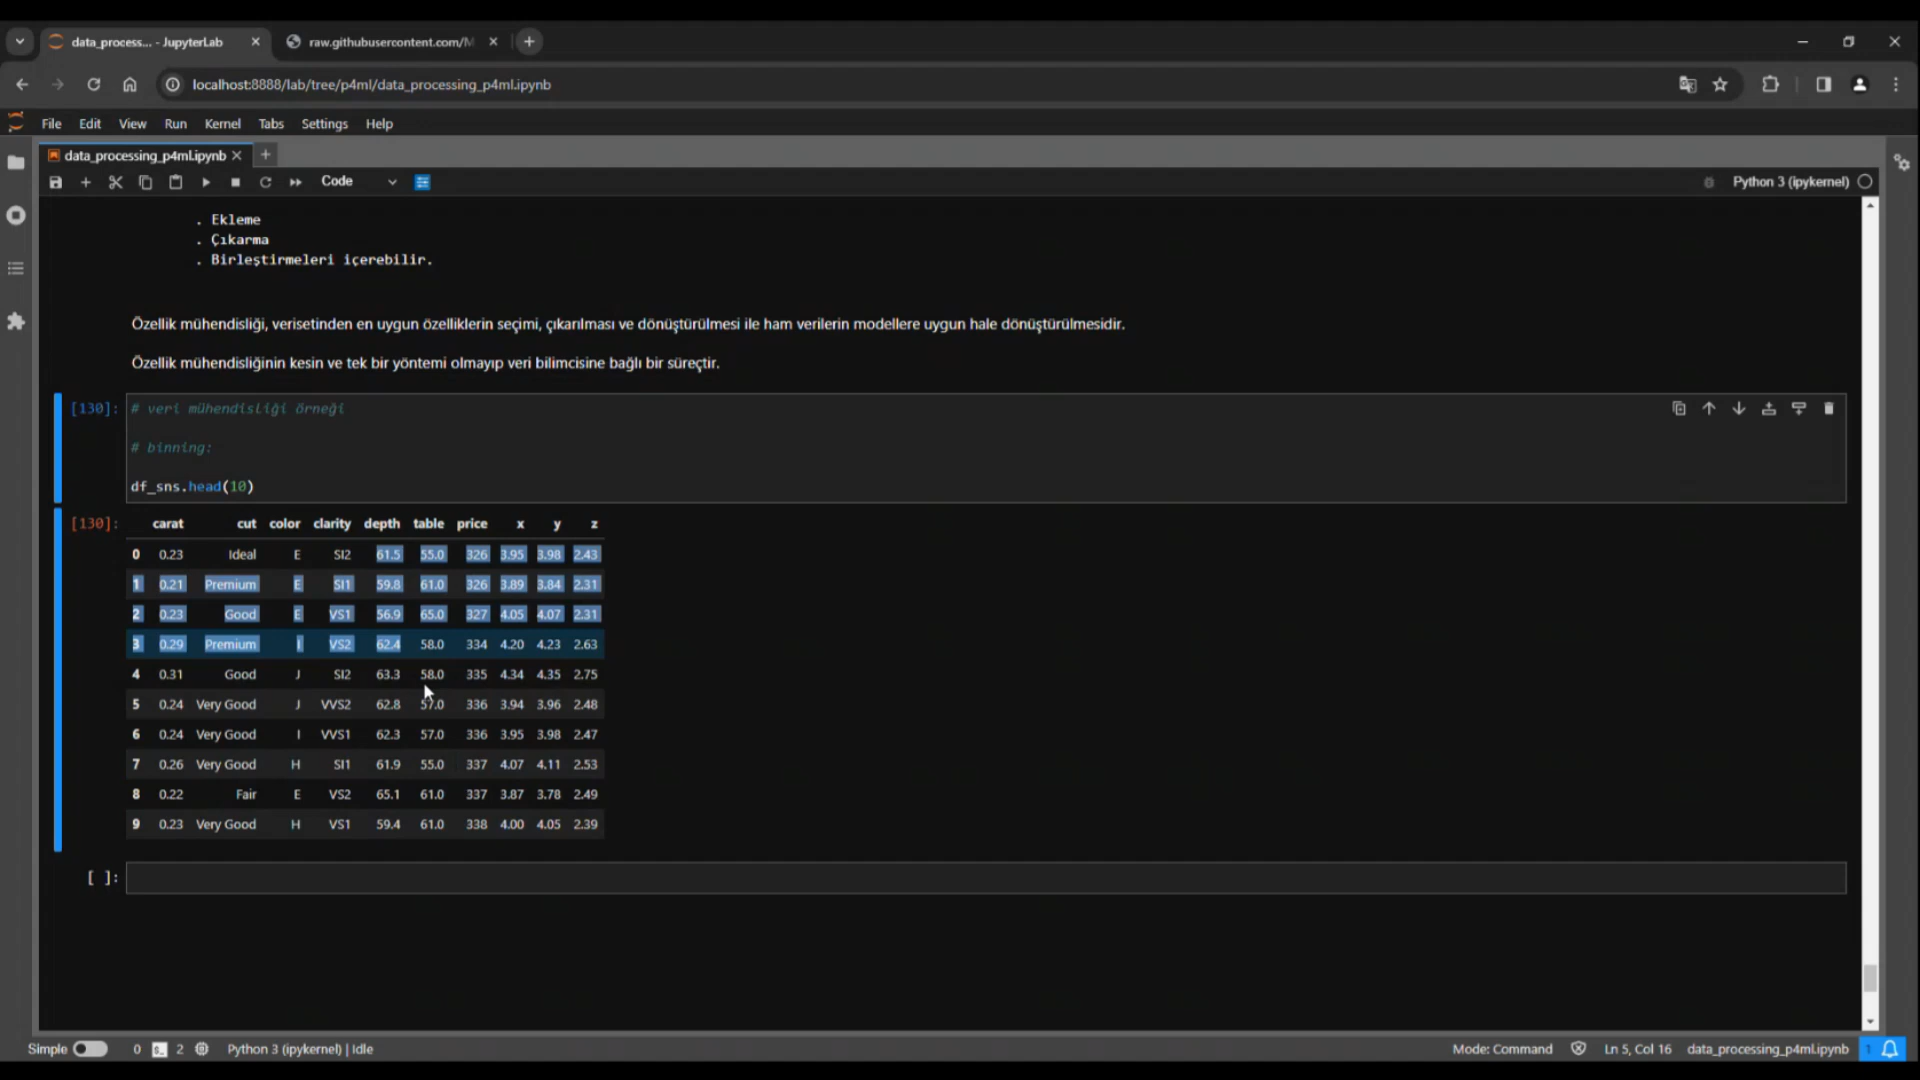 data_process... - JupyterLab
raw.githubusercontent.com/M
localhost:8888/lab/tree/p4ml/data_processing_p4ml.ipynb
File Edit View Run Kernel Tabs Settings Help
data_processing_p4ml.ipynb
Code
Python 3 (ipykernel)
. Ekleme
. Çıkarma
. Birleştirmeleri içerebilir.
Özellik mühendisliği, verisetinden en uygun özelliklerin seçimi, çıkarılması ve dönüştürülmesi ile ham verilerin modellere uygun hale dönüştürülmesidir.
Özellik mühendisliğinin kesin ve tek bir yöntemi olmayıp veri bilimcisine bağlı bir süreçtir.
[130]: # veri mühendisliği örneği
# binning:
df_sns.head(10)
[130]: carat cut color clarity depth table price x y z
0 0.23 Ideal E SI2 61.5 55.0 326 3.95 3.98 2.43
1 0.21 Premium E SI1 59.8 61.0 326 3.89 3.84 2.31
2 0.23 Good E VS1 56.9 65.0 327 4.05 4.07 2.31
3 0.29 Premium I VS2 62.4 58.0 334 4.20 4.23 2.63
4 0.31 Good J SI2 63.3 58.0 335 4.34 4.35 2.75
5 0.24 Very Good J VVS2 62.8 57.0 336 3.94 3.96 2.48
6 0.24 Very Good I VVS1 62.3 57.0 336 3.95 3.98 2.47
7 0.26 Very Good H SI1 61.9 55.0 337 4.07 4.11 2.53
8 0.22 Fair E VS2 65.1 61.0 337 3.87 3.78 2.49
9 0.23 Very Good H VS1 59.4 61.0 338 4.00 4.05 2.39
[ ]:
Simple 0 2 Python 3 (ipykernel) | Idle Mode: Command Ln 5, Col 16 data_processing_p4ml.ipynb 1